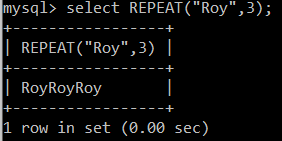 mysql> select REPEAT("Roy",3);
+-----------------+
| REPEAT("Roy",3) |
+-----------------+
| RoyRoyRoy       |
+-----------------+
1 row in set (0.00 sec)